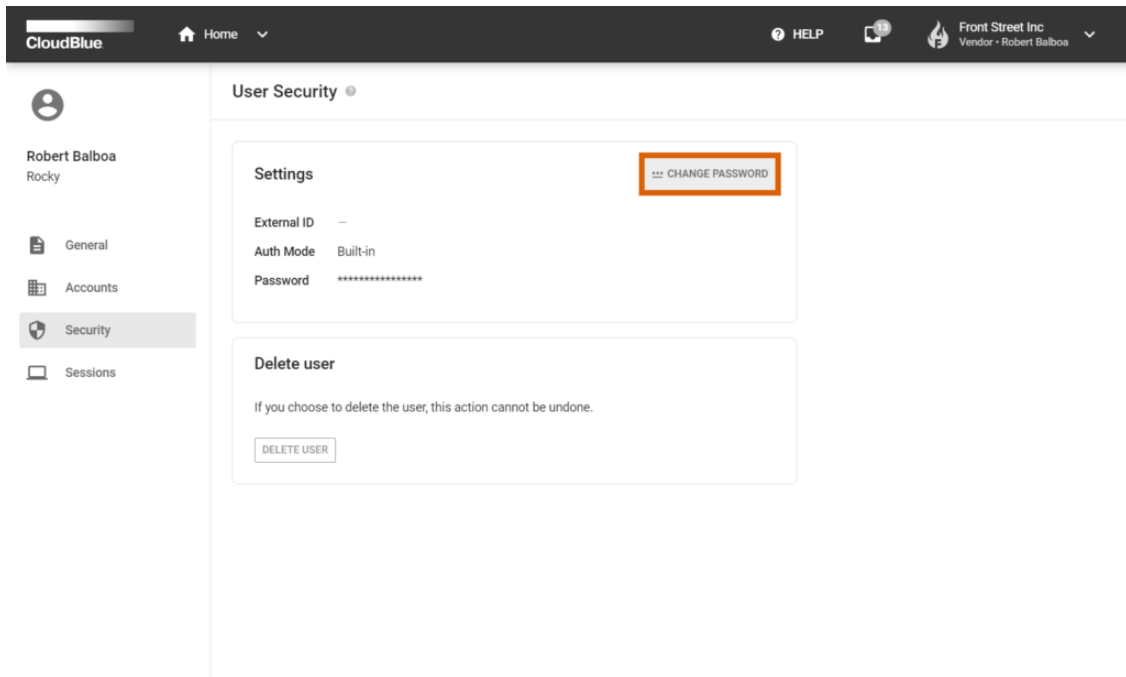 CloudBlue
Home
HELP
13
Front Street Inc
Vendor • Robert Balboa
Robert Balboa
Rocky
General
Accounts
Security
Sessions
User Security
Settings
CHANGE PASSWORD
External ID —
Auth Mode Built-in
Password ****************
Delete user
If you choose to delete the user, this action cannot be undone.
DELETE USER